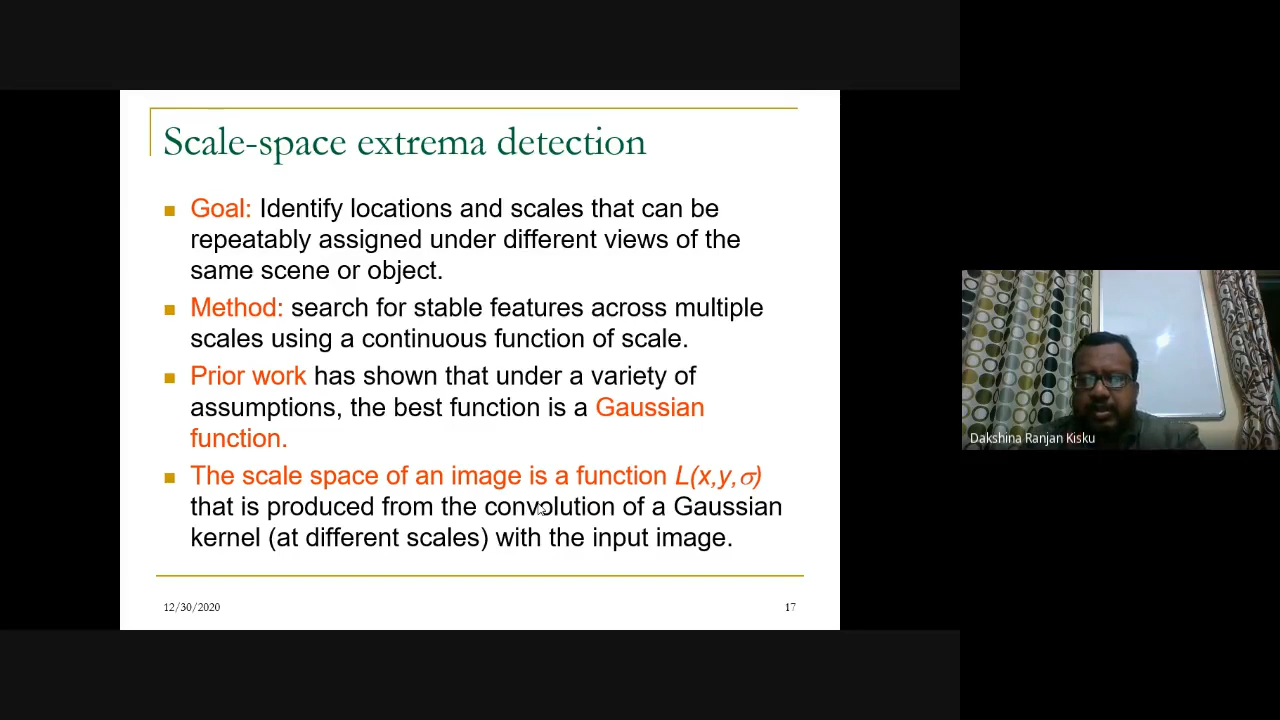 Scale-space extrema detection
Goal: Identify locations and scales that can be
repeatably assigned under different views of the
same scene or object.
Method: search for stable features across multiple
scales using a continuous function of scale.
Prior work has shown that under a variety of
assumptions, the best function is a Gaussian
function.
The scale space of an image is a function L(x,y,σ)
that is produced from the convolution of a Gaussian
kernel (at different scales) with the input image.
12/30/2020
17
Dakshina Ranjan Kisku